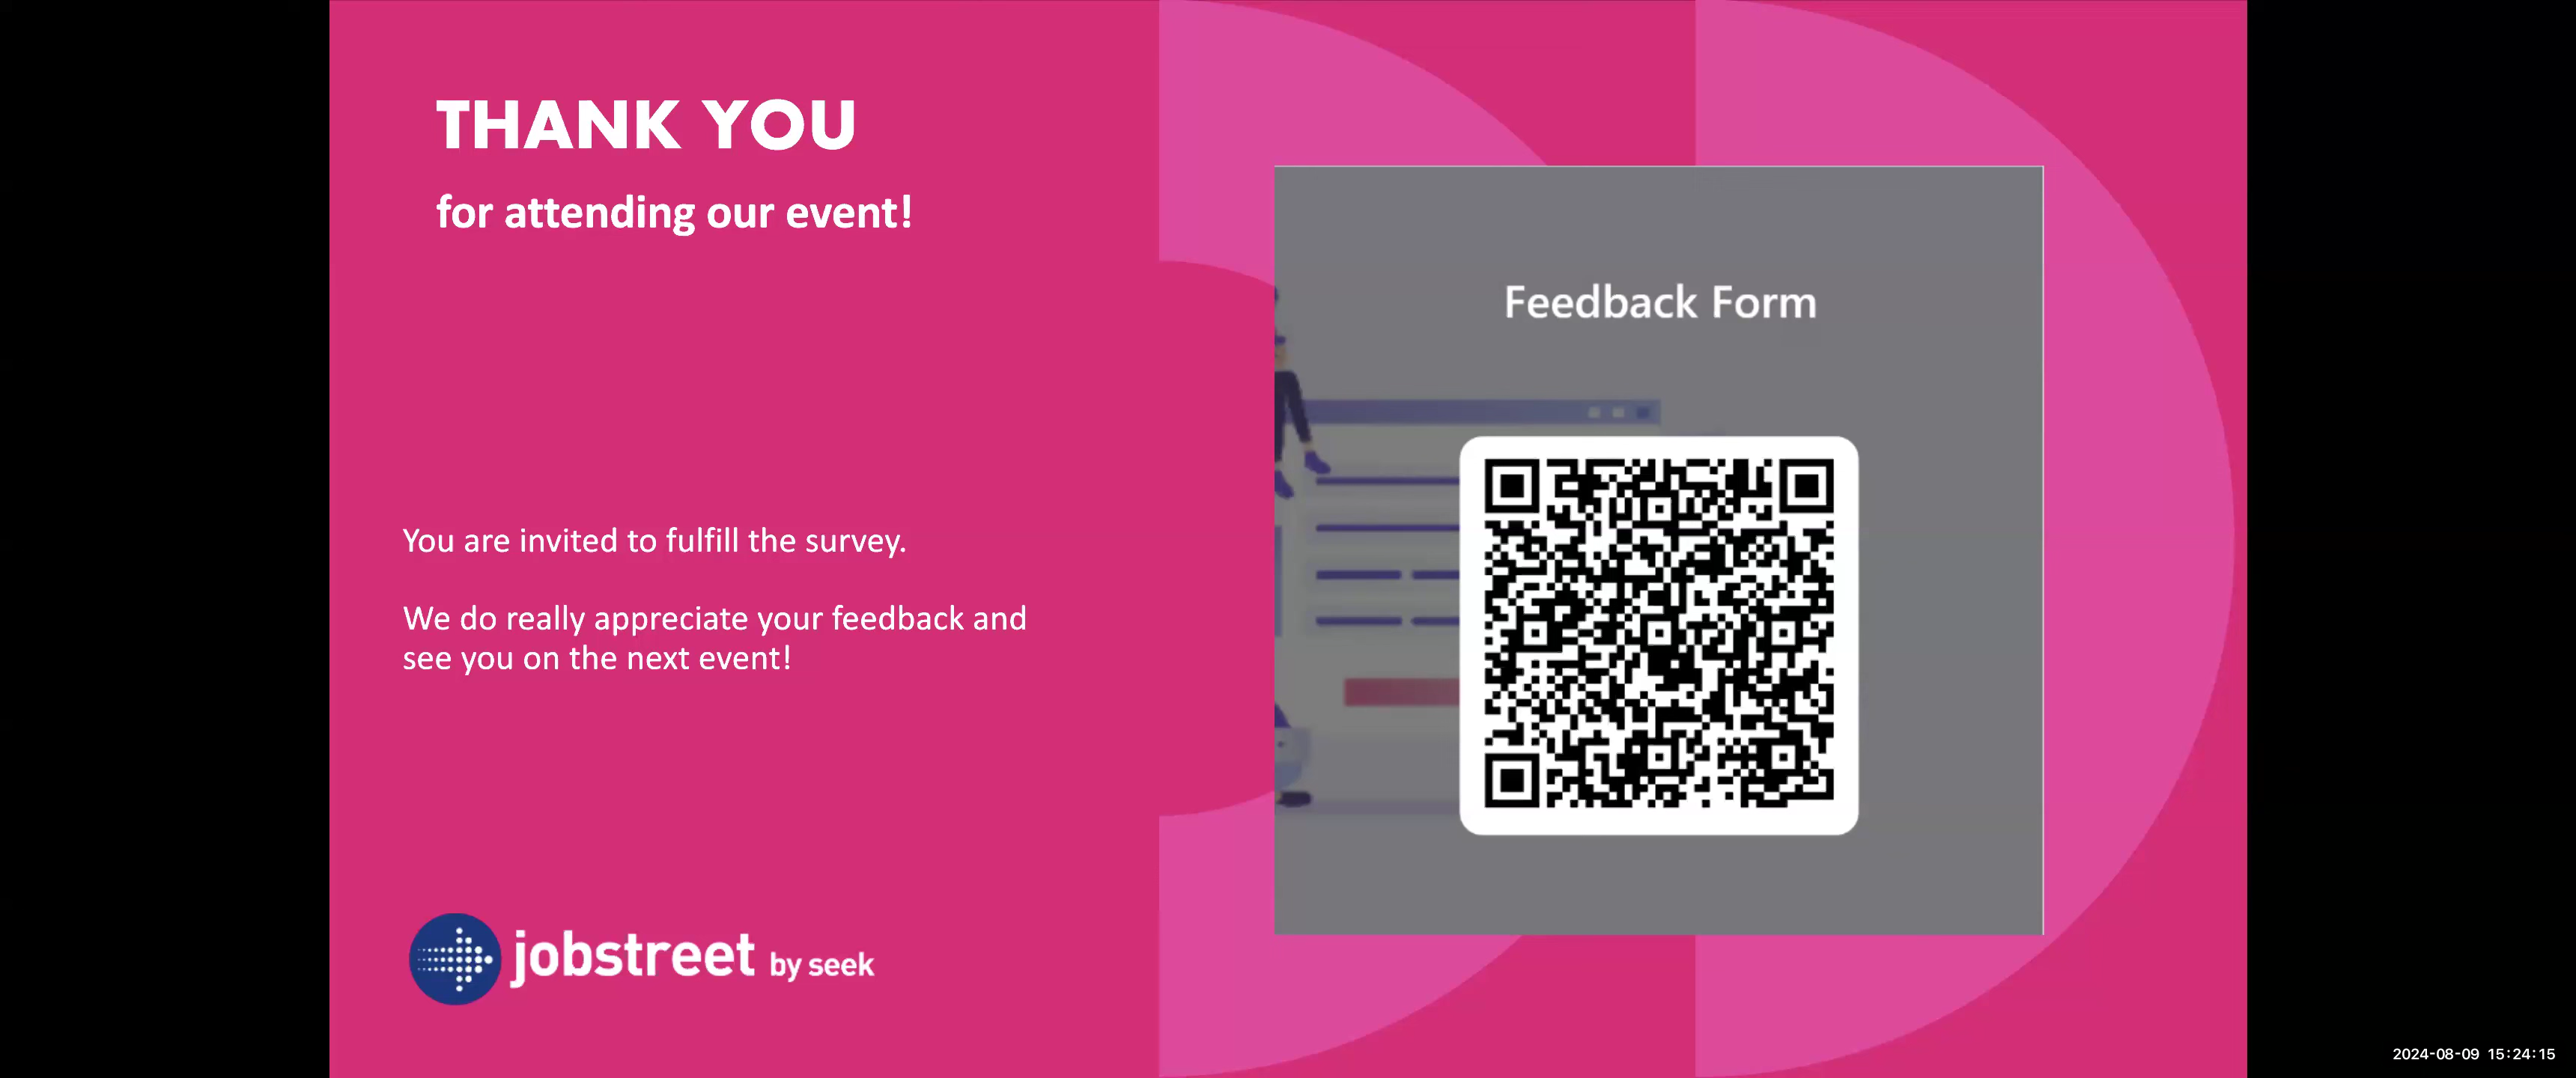 THANK YOU
for attending our event!
Feedback Form
You are invited to fulfill the survey.
We do really appreciate your feedback and
see you on the next event!
jobstreet by seek
2024-08-09 15:24:15